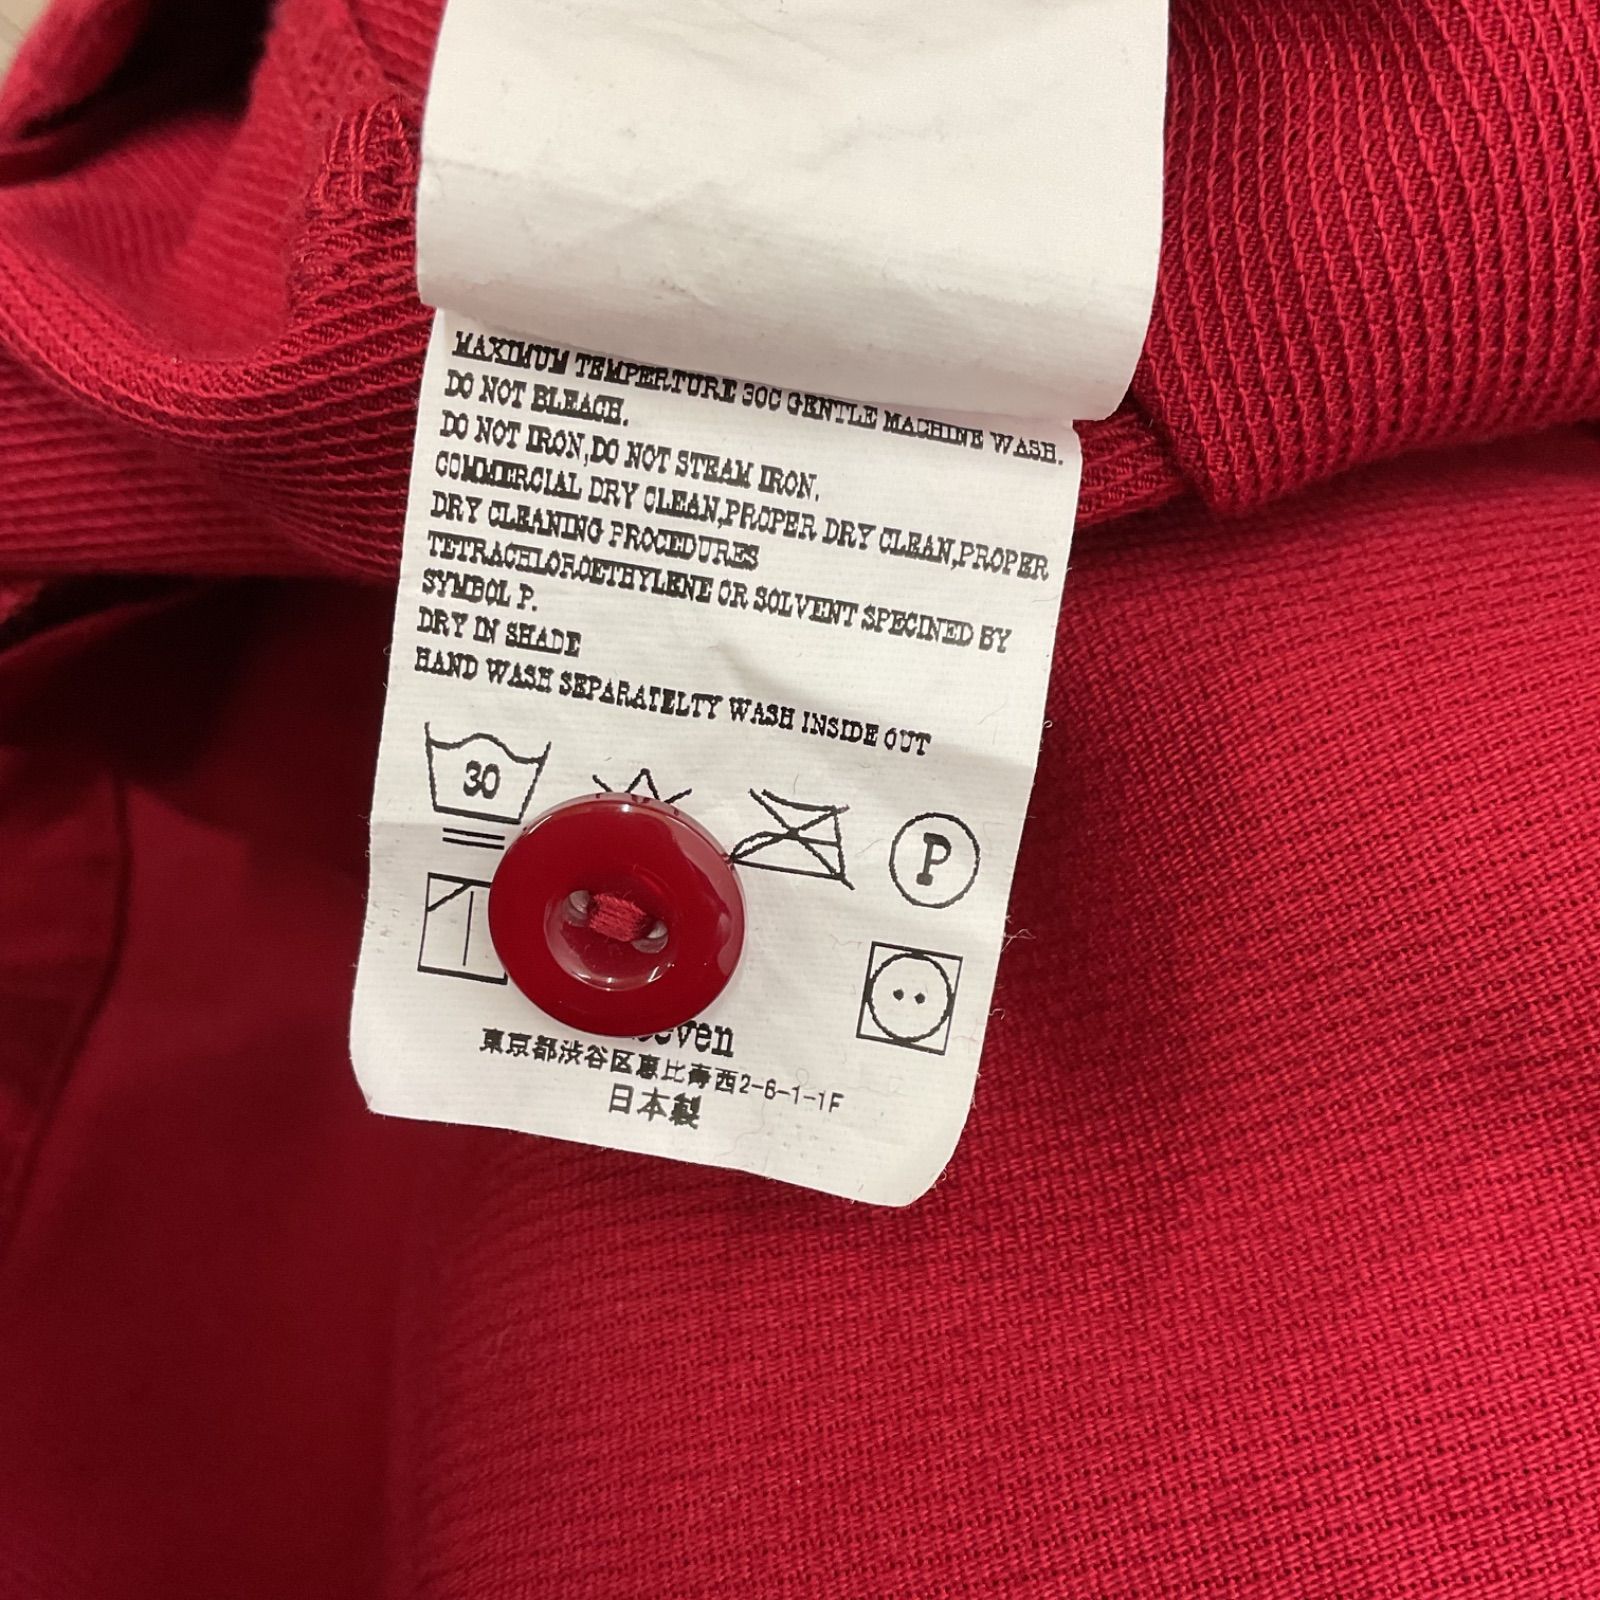 MAXIMUM TEMPERTURE 30C GENTLE MACHINE WASH.
DO NOT BLEACH.
DO NOT IRON,DO NOT STEAM IRON.
COMMERCIAL DRY CLEAN,PROPER DRY CLEAN,PROPER
DRY CLEANING PROCEDURES
TETRACHLOROETHYLENE OR SOLVENT SPECINED BY
SYMBOL P.
DRY IN SHADE
HAND WASH SEPARATELTY WASH INSIDE OUT
30
P
東京都渋谷区恵比寿西2-6-1-1F
日本製